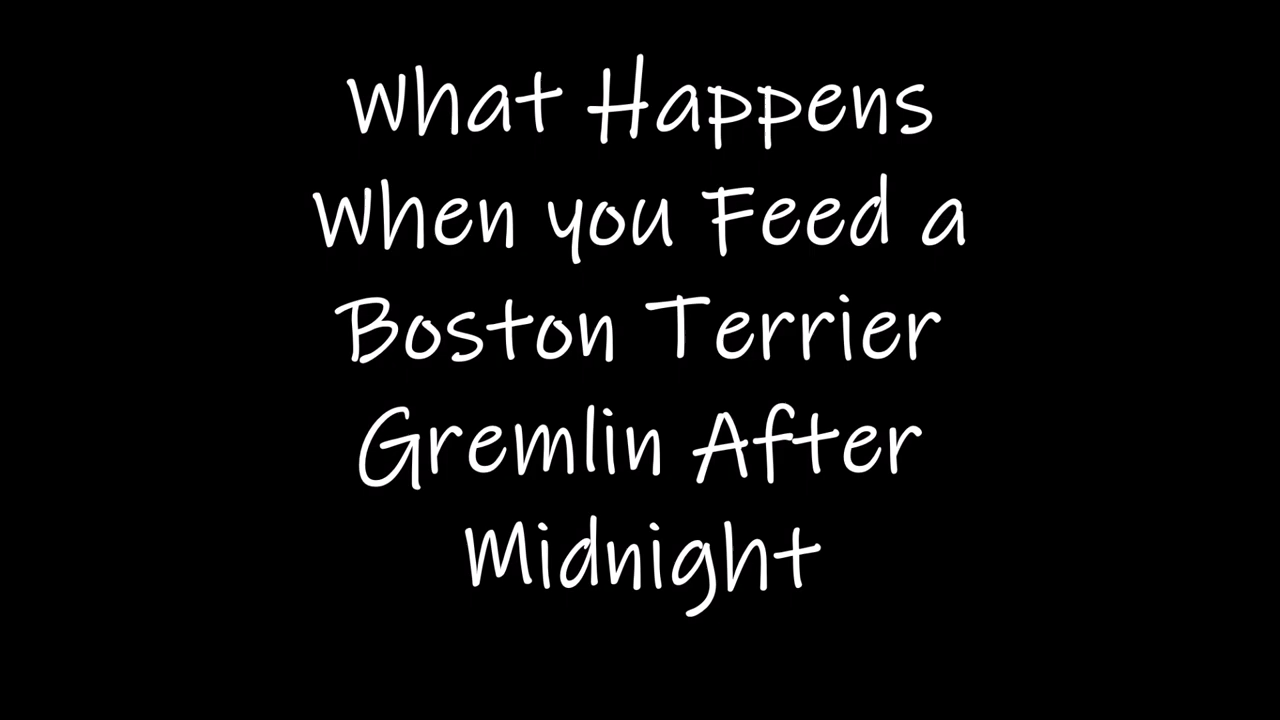 What Happens
When you Feed a
Boston Terrier
Gremlin After
Midnight